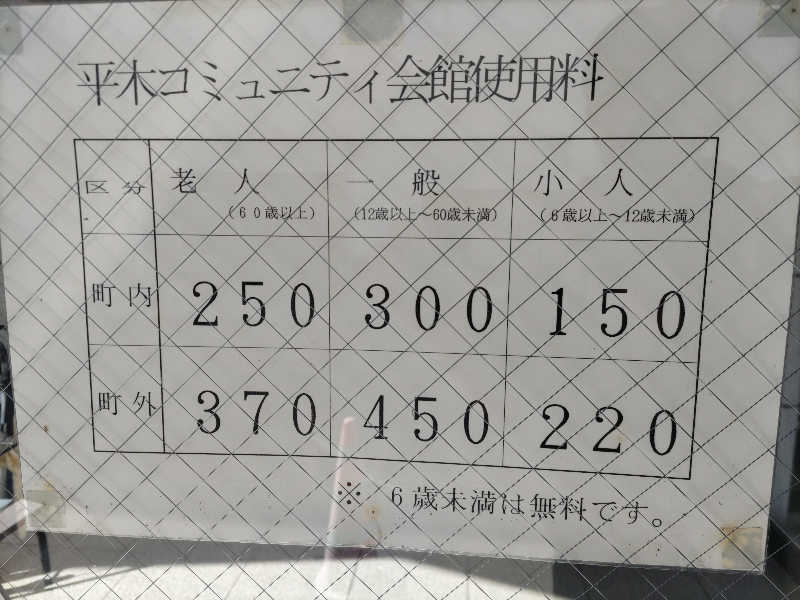 平木コミュニティ会館使用料
区分 老人 一般 小人
(60歳以上) (12歳以上~60歳未満) (6歳以上~12歳未満)
町内 250 300 150
町外 370 450 220
※ 6歳未満は無料です。